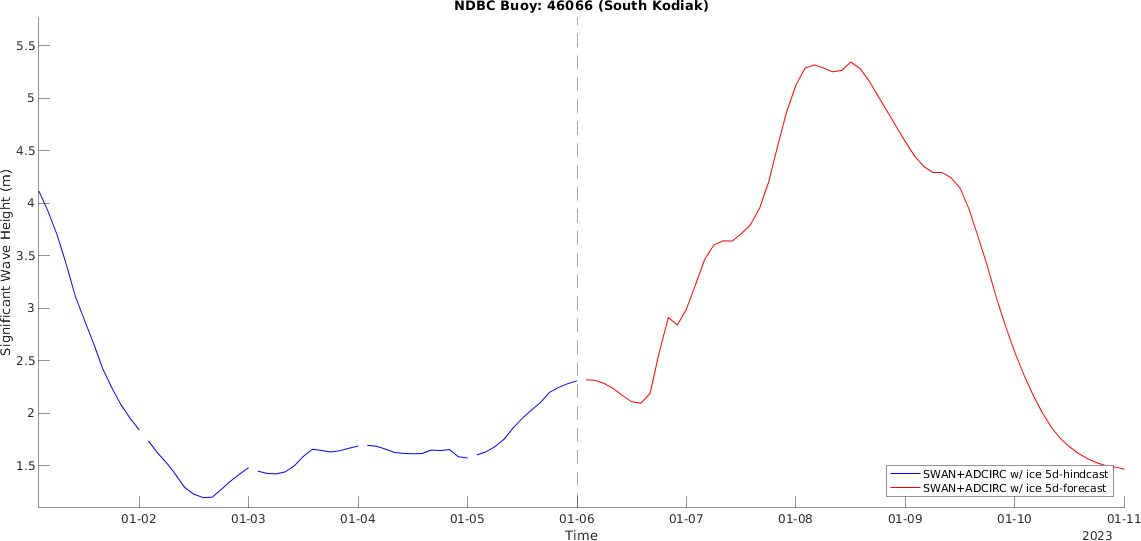 NDBC Buoy: 46066 (South Kodiak)
Significant Wave Height (m)
5.5
5
4.5
4
3.5
3
2.5
2
1.5
SWAN+ADCIRC w/ ice 5d-hindcast
SWAN+ADCIRC w/ ice 5d-forecast
01-02 01-03 01-04 01-05 01-06 01-07 01-08 01-09 01-10 01-11
Time
2023